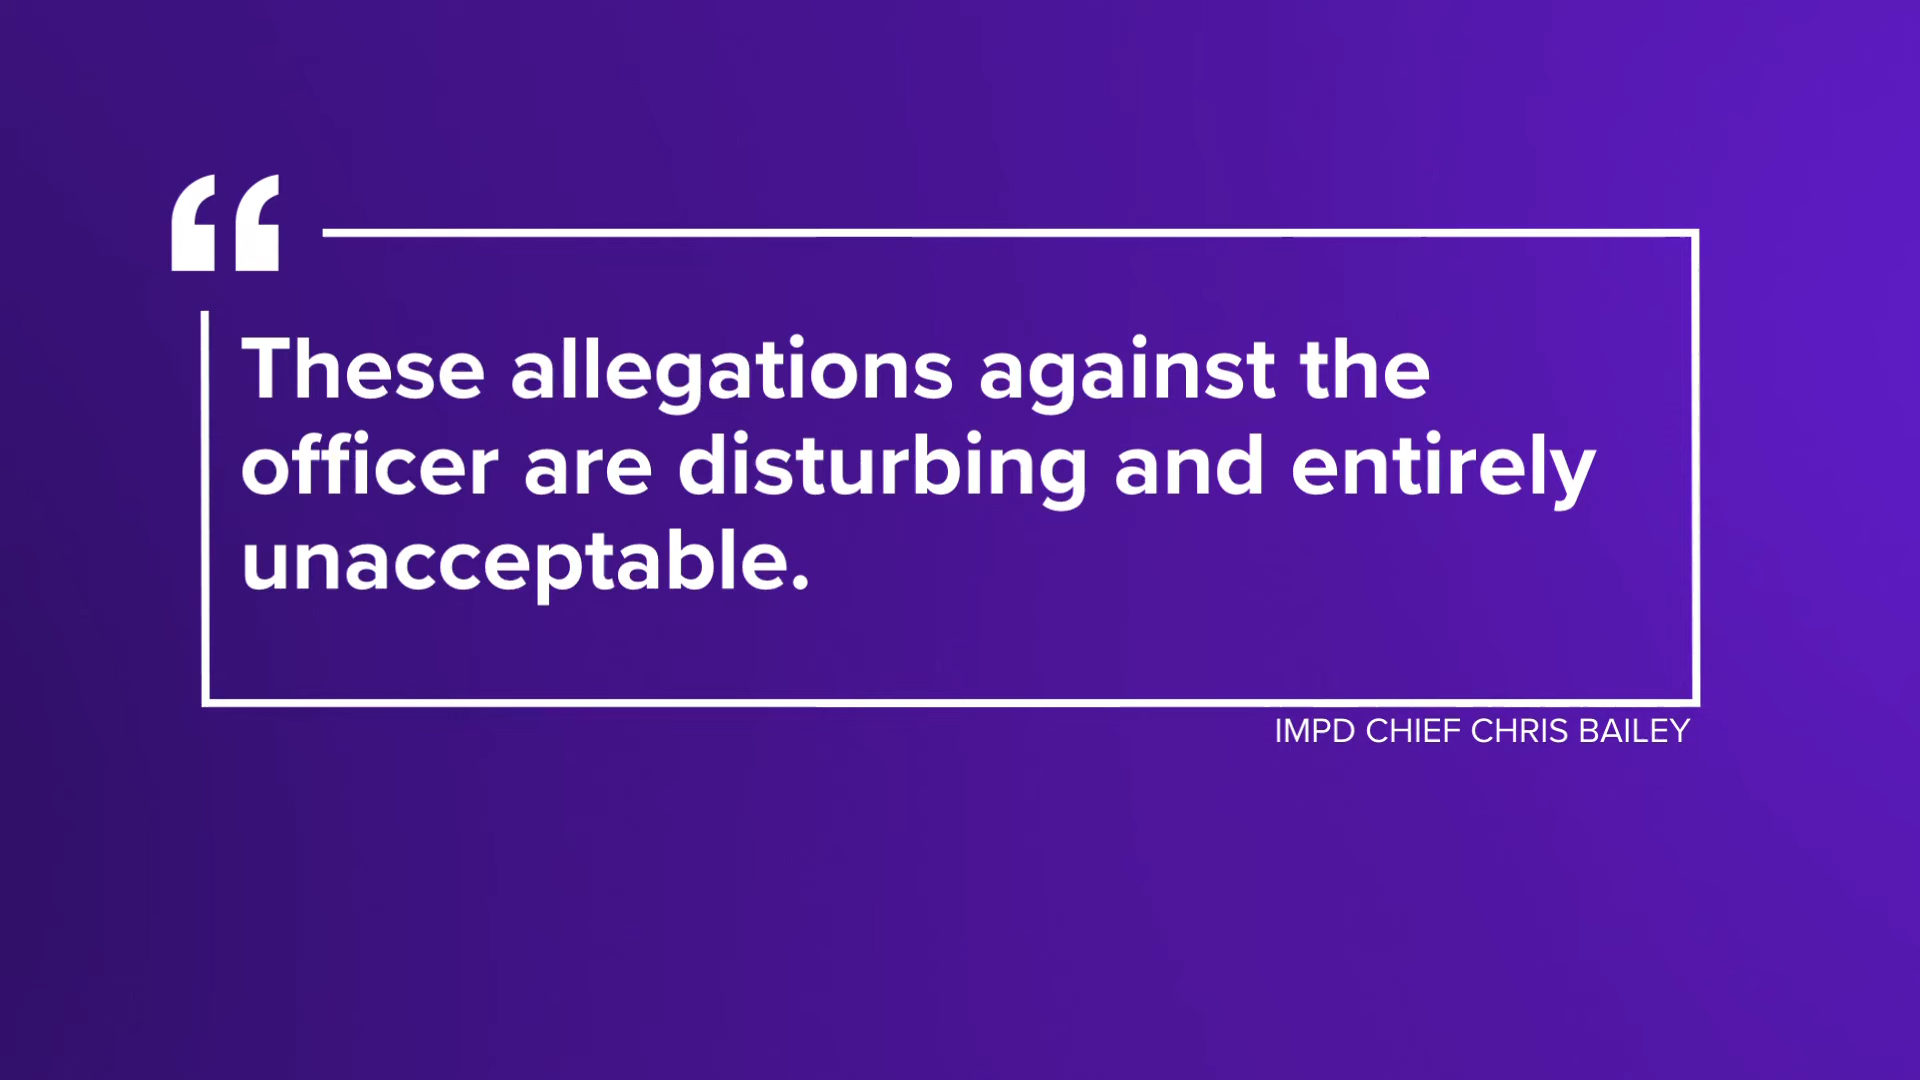 “
These allegations against the
officer are disturbing and entirely
unacceptable.
IMPD CHIEF CHRIS BAILEY